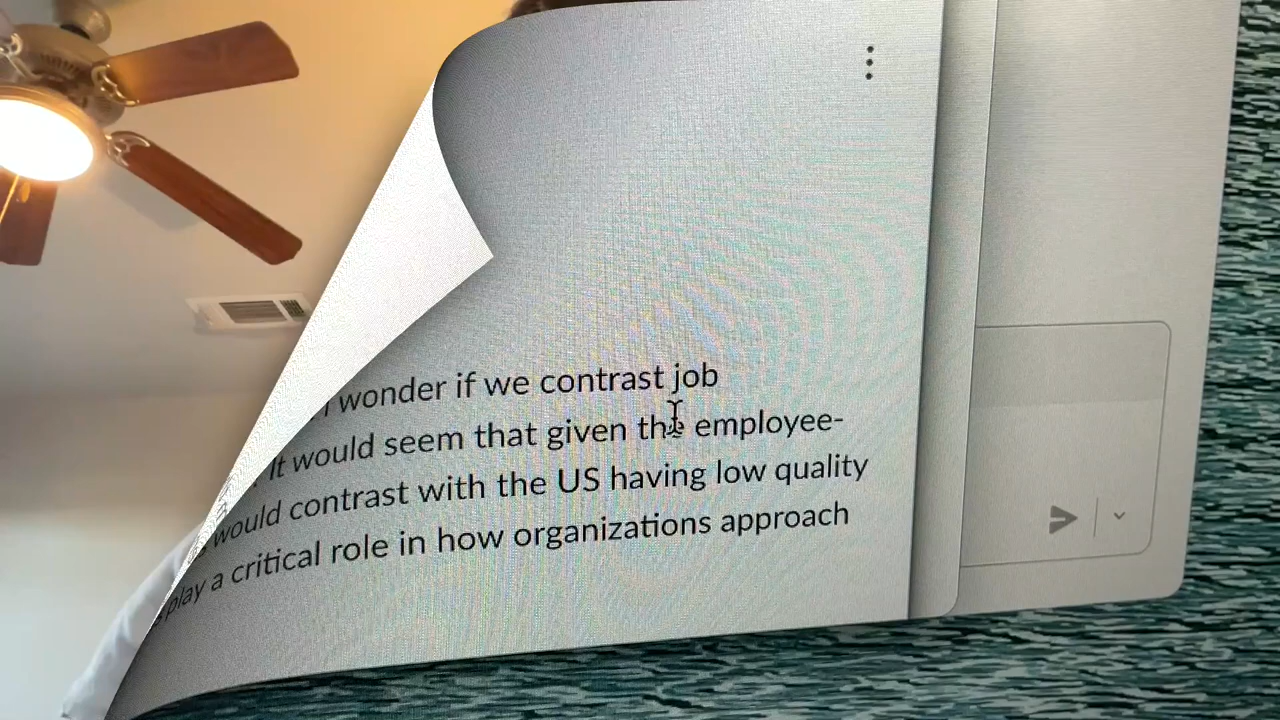 I wonder if we contrast job
It would seem that given the employee-
would contrast with the US having low quality
play a critical role in how organizations approach